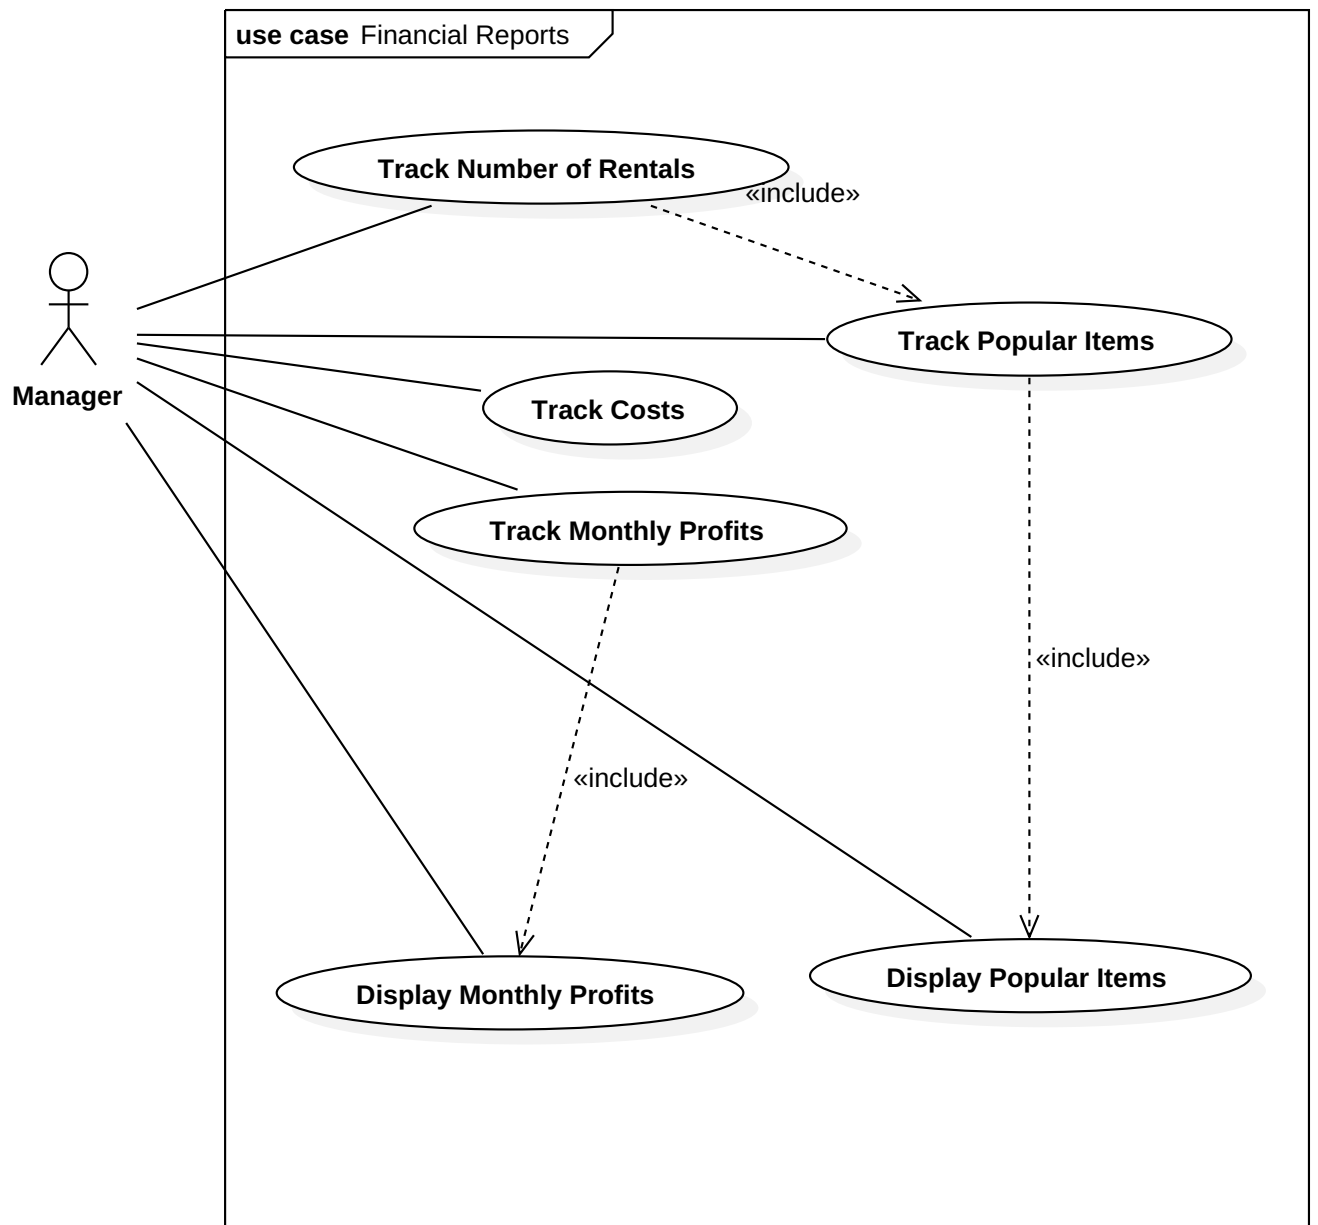 use case Financial Reports
Track Number of Rentals
«include»
Track Popular Items
Manager
Track Costs
Track Monthly Profits
«include»
«include»
Display Popular Items
Display Monthly Profits